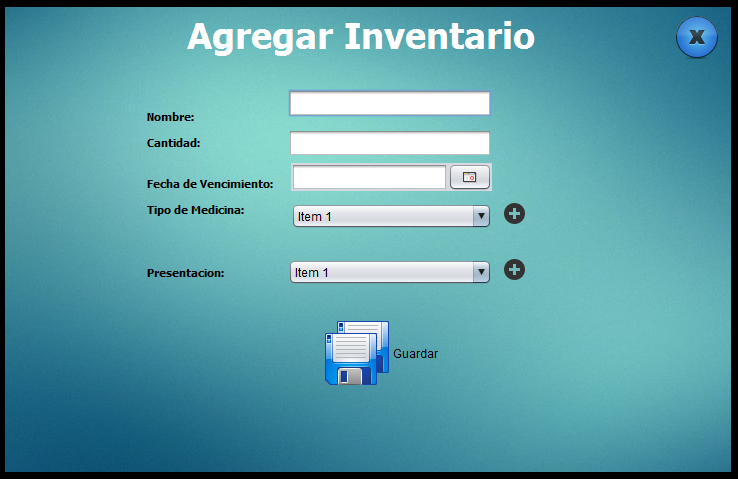 Agregar Inventario
X
Nombre:
Cantidad:
Fecha de Vencimiento:
Tipo de Medicina:
Item 1
Presentacion:
Item 1
Guardar